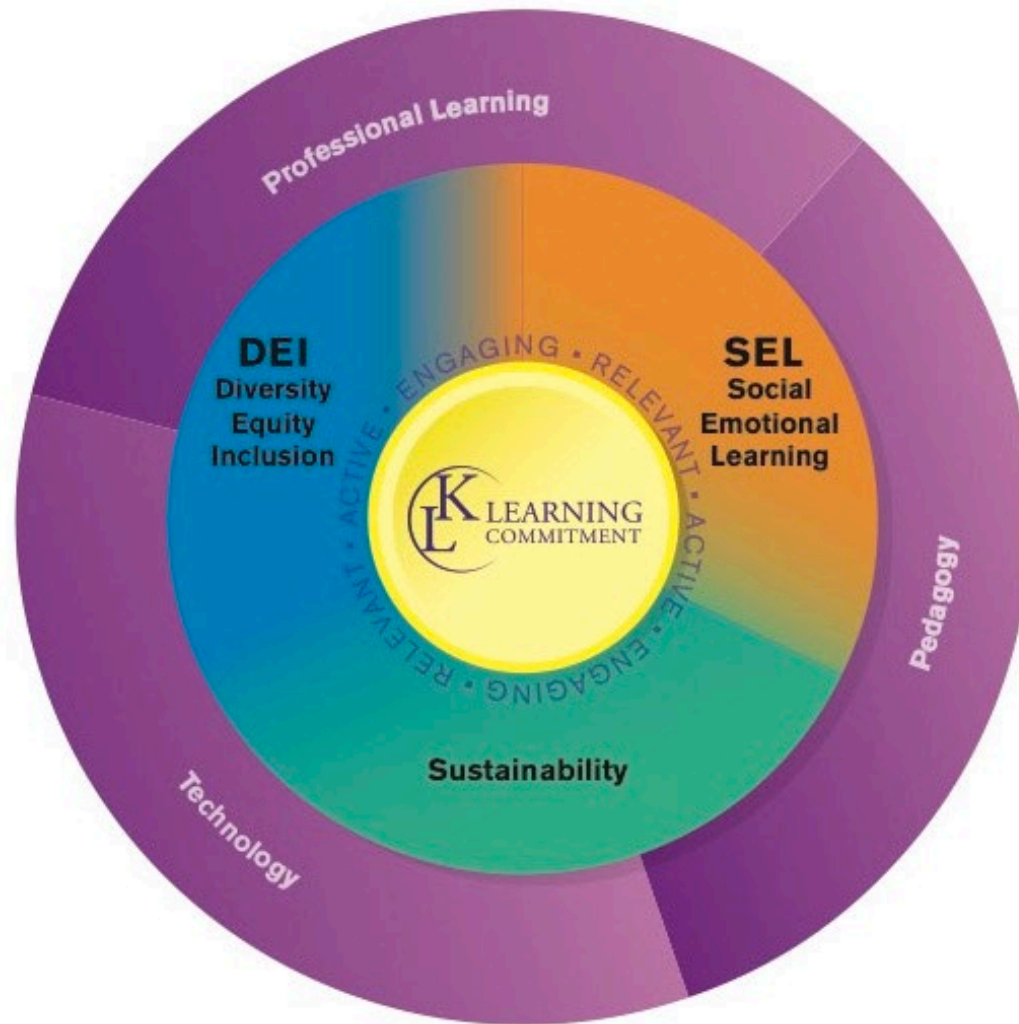 Professional Learning
DEI
Diversity
Equity
Inclusion
SEL
Social
Emotional
Learning
ENGAGING • RELEVANT • ACTIVE • ENGAGING • RELEVANT • ACTIVE •
LK LEARNING
COMMITMENT
Pedagogy
Sustainability
Technology